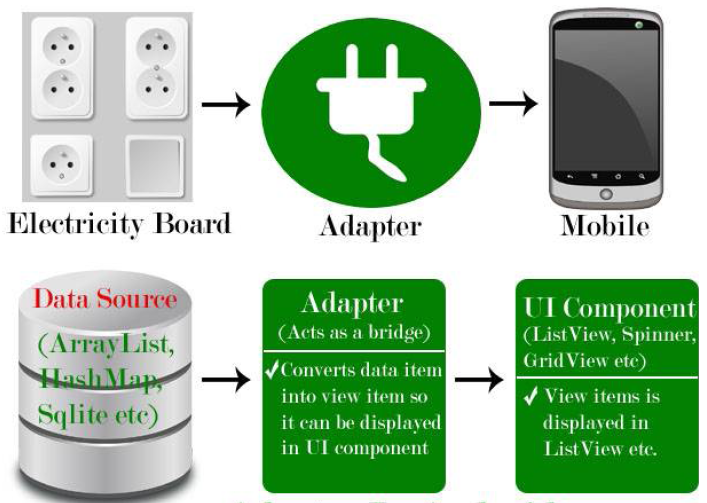 Electricity Board
Adapter
Mobile
Data Source
(ArrayList,
HashMap,
Sqlite etc)
Adapter
(Acts as a bridge)
Converts data item
into view item so
it can be displayed
in UI component
UI Component
(ListView, Spinner,
GridView etc)
View items is
displayed in
ListView etc.